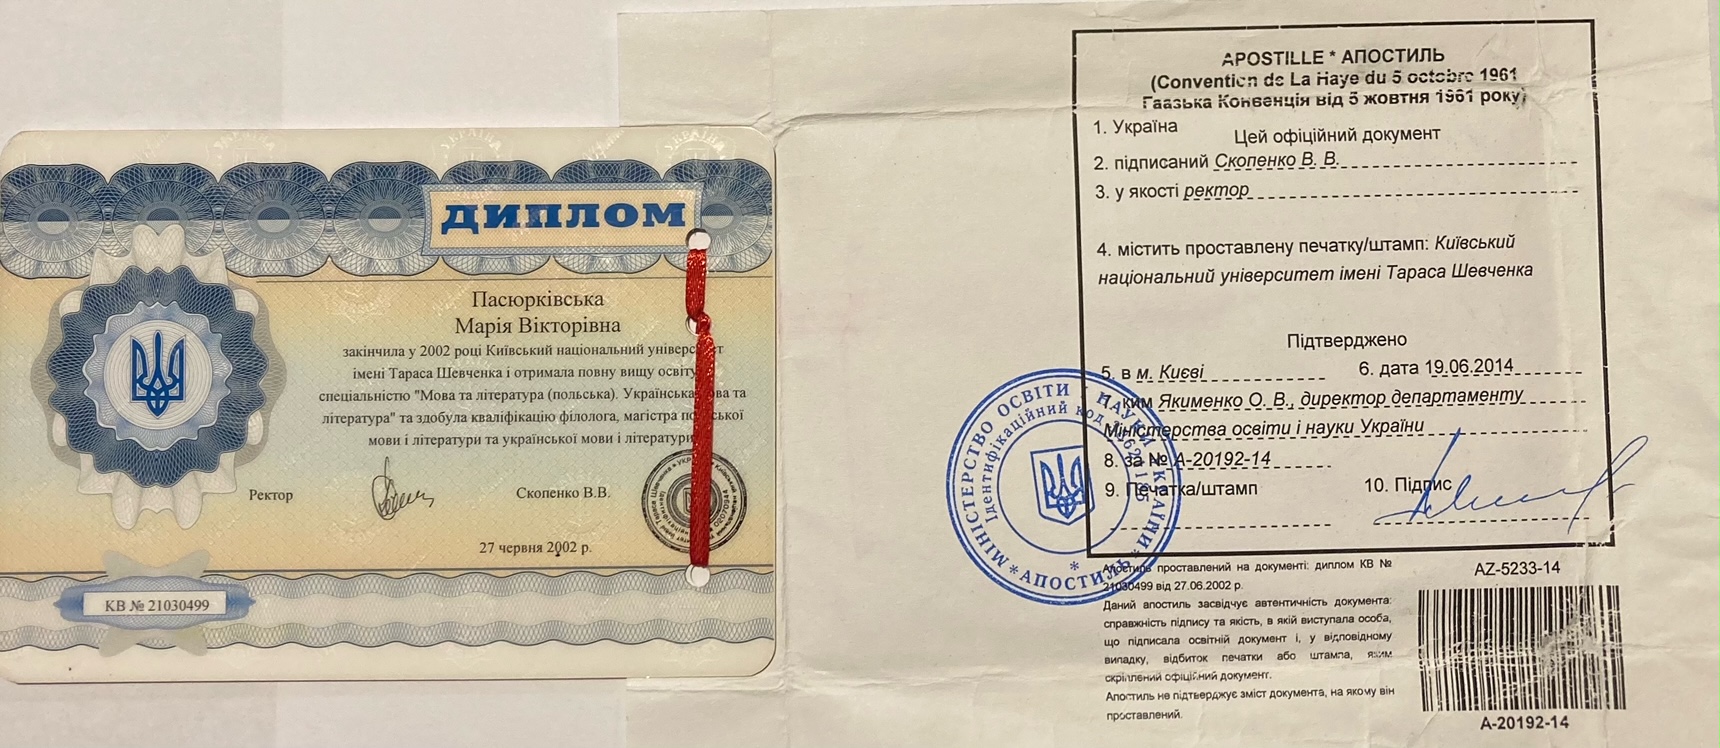 ДИПЛОМ
Пасюрківська
Марія Вікторівна
закінчила у 2002 році Київський національний універс т
імені Тараса Шевченка і отримала повну вищу освіту
спеціальністю "Мова та література (польська). Українська ова та
література" та здобула кваліфікацію філолога, магістра по ської
мови і літератури та української мови і літератури
Ректор
Скопенко В.В.
27 червня 2002 р.
КВ № 21030499
APOSTILLE * АПОСТИЛЬ
(Convention de La Haye du 5 octobre 1961
Гаазька Конвенція від 5 жовтня 1961 року)
1. Україна
Цей офіційний документ
2. підписаний Скопенко В. В.
3. у якості ректор
4. містить проставлену печатку/штамп: Київський
національний університет імені Тараса Шевченка
Підтверджено
5. в м. Києві
6. дата 19.06.2014
7. ким Якименко О. В., директор департаменту
Міністерства освіти і науки України
8. за № А-20192-14
9. Печатка/штамп
10. Підпис
МІНІСТЕРСТВО ОСВІТИ І НАУКИ УКРАЇНИ
Ідентифікаційний код
* АПОСТИЛЬ *
Апостиль проставлений на документі: диплом КВ №
21030499 від 27.06.2002 р.
Даний апостиль засвідчує автентичність документа:
справжність підпису та якість, в якій виступала особа,
що підписала освітній документ і, у відповідному
випадку, відбиток печатки або штампа, яким
скріплений офіційний документ.
Апостиль не підтверджує зміст документа, на якому він
проставлений.
AZ-5233-14
А-20192-14